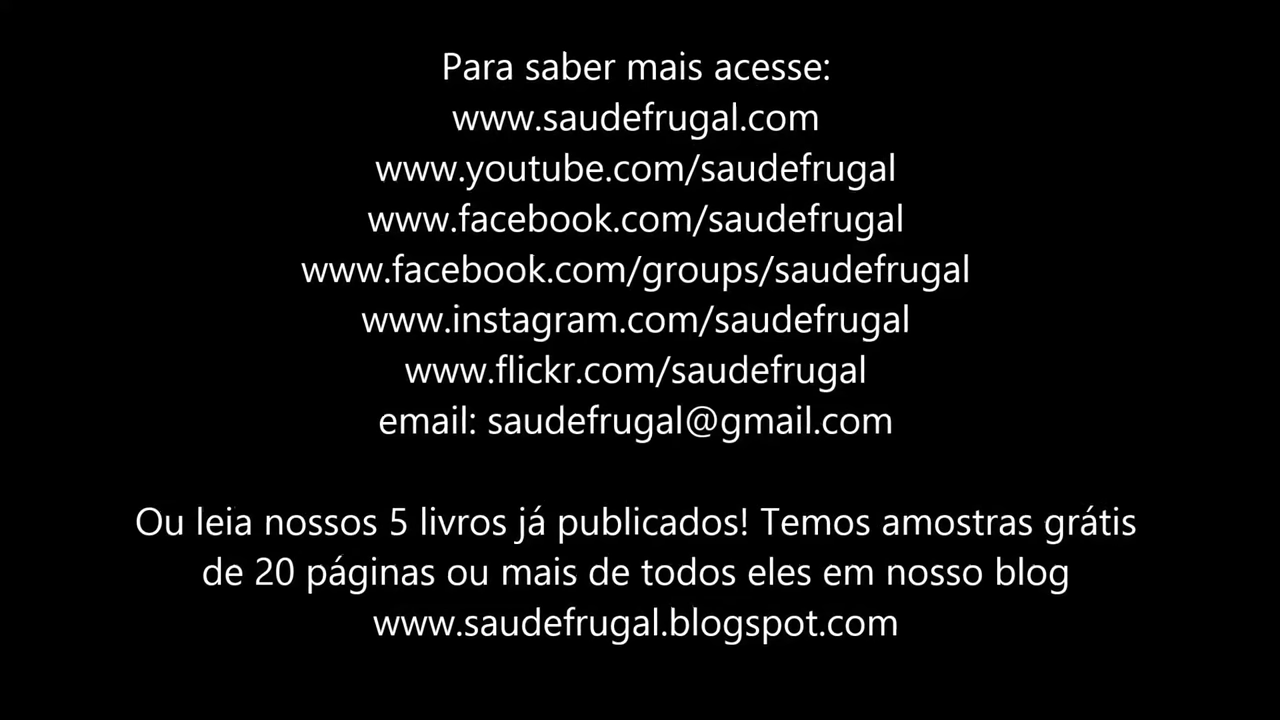 Para saber mais acesse:
www.saudefrugal.com
www.youtube.com/saudefrugal
www.facebook.com/saudefrugal
www.facebook.com/groups/saudefrugal
www.instagram.com/saudefrugal
www.flickr.com/saudefrugal
email: saudefrugal@gmail.com
Ou leia nossos 5 livros já publicados! Temos amostras grátis
de 20 páginas ou mais de todos eles em nosso blog
www.saudefrugal.blogspot.com